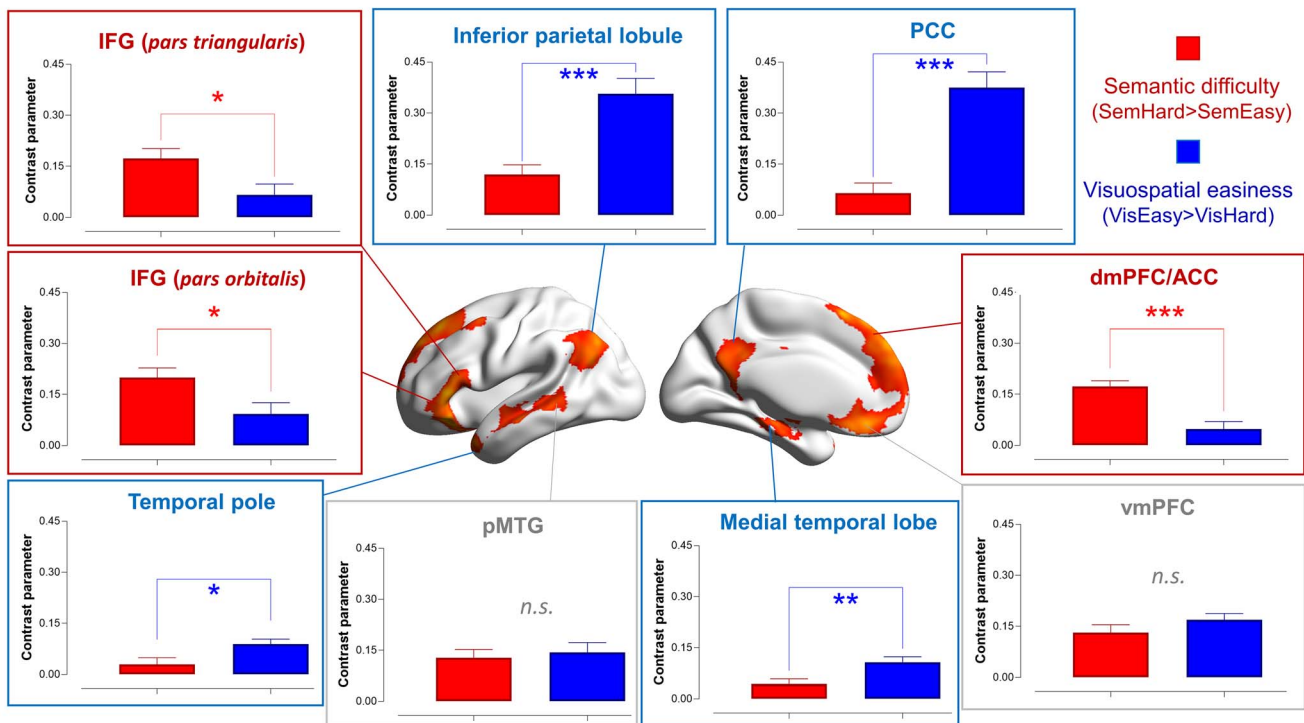 IFG (pars triangularis)
Contrast parameter
0.45
0.30
0.15
0.00
*
Inferior parietal lobule
Contrast parameter
0.45
0.30
0.15
0.00
***
PCC
Contrast parameter
0.45
0.30
0.15
0.00
***
Semantic difficulty
(SemHard>SemEasy)
Visuospatial easiness
(VisEasy>VisHard)
IFG (pars orbitalis)
Contrast parameter
0.45
0.30
0.15
0.00
*
dmPFC/ACC
Contrast parameter
0.45
0.30
0.15
0.00
***
Temporal pole
Contrast parameter
0.45
0.30
0.15
0.00
*
pMTG
Contrast parameter
0.45
0.30
0.15
0.00
n.s.
Medial temporal lobe
Contrast parameter
0.45
0.30
0.15
0.00
**
vmPFC
Contrast parameter
0.45
0.30
0.15
0.00
n.s.